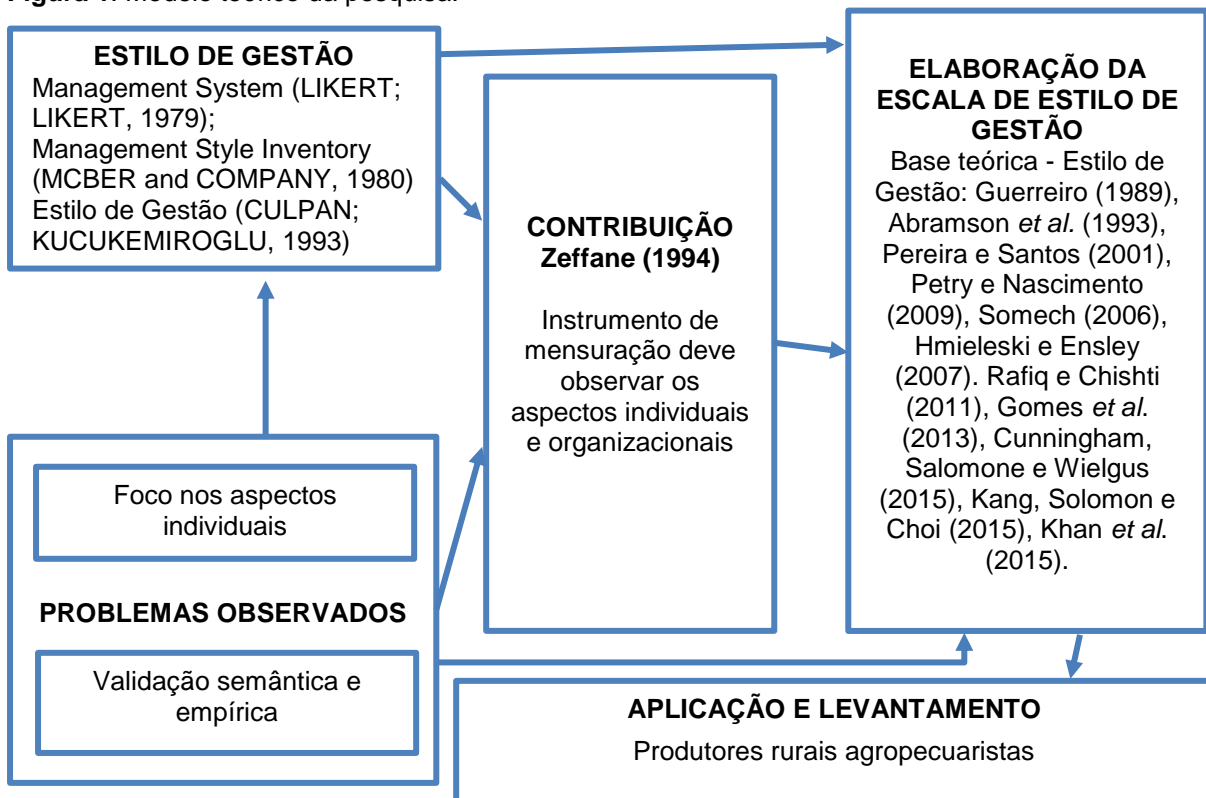 ESTILO DE GESTÃO
Management System (LIKERT;
LIKERT, 1979);
Management Style Inventory
(MCBER and COMPANY, 1980)
Estilo de Gestão (CULPAN;
KUCUKEMIROGLU, 1993)
CONTRIBUIÇÃO
Zeffane (1994)
Instrumento de
mensuração deve
observar os
aspectos individuais
e organizacionais
ELABORAÇÃO DA
ESCALA DE ESTILO DE
GESTÃO
Base teórica - Estilo de
Gestão: Guerreiro (1989),
Abramson et al. (1993),
Pereira e Santos (2001),
Petry e Nascimento
(2009), Somech (2006),
Hmieleski e Ensley
(2007). Rafiq e Chishti
(2011), Gomes et al.
(2013), Cunningham,
Salomone e Wielgus
(2015), Kang, Solomon e
Choi (2015), Khan et al.
(2015).
Foco nos aspectos
individuais
PROBLEMAS OBSERVADOS
Validação semântica e
empírica
APLICAÇÃO E LEVANTAMENTO
Produtores rurais agropecuaristas